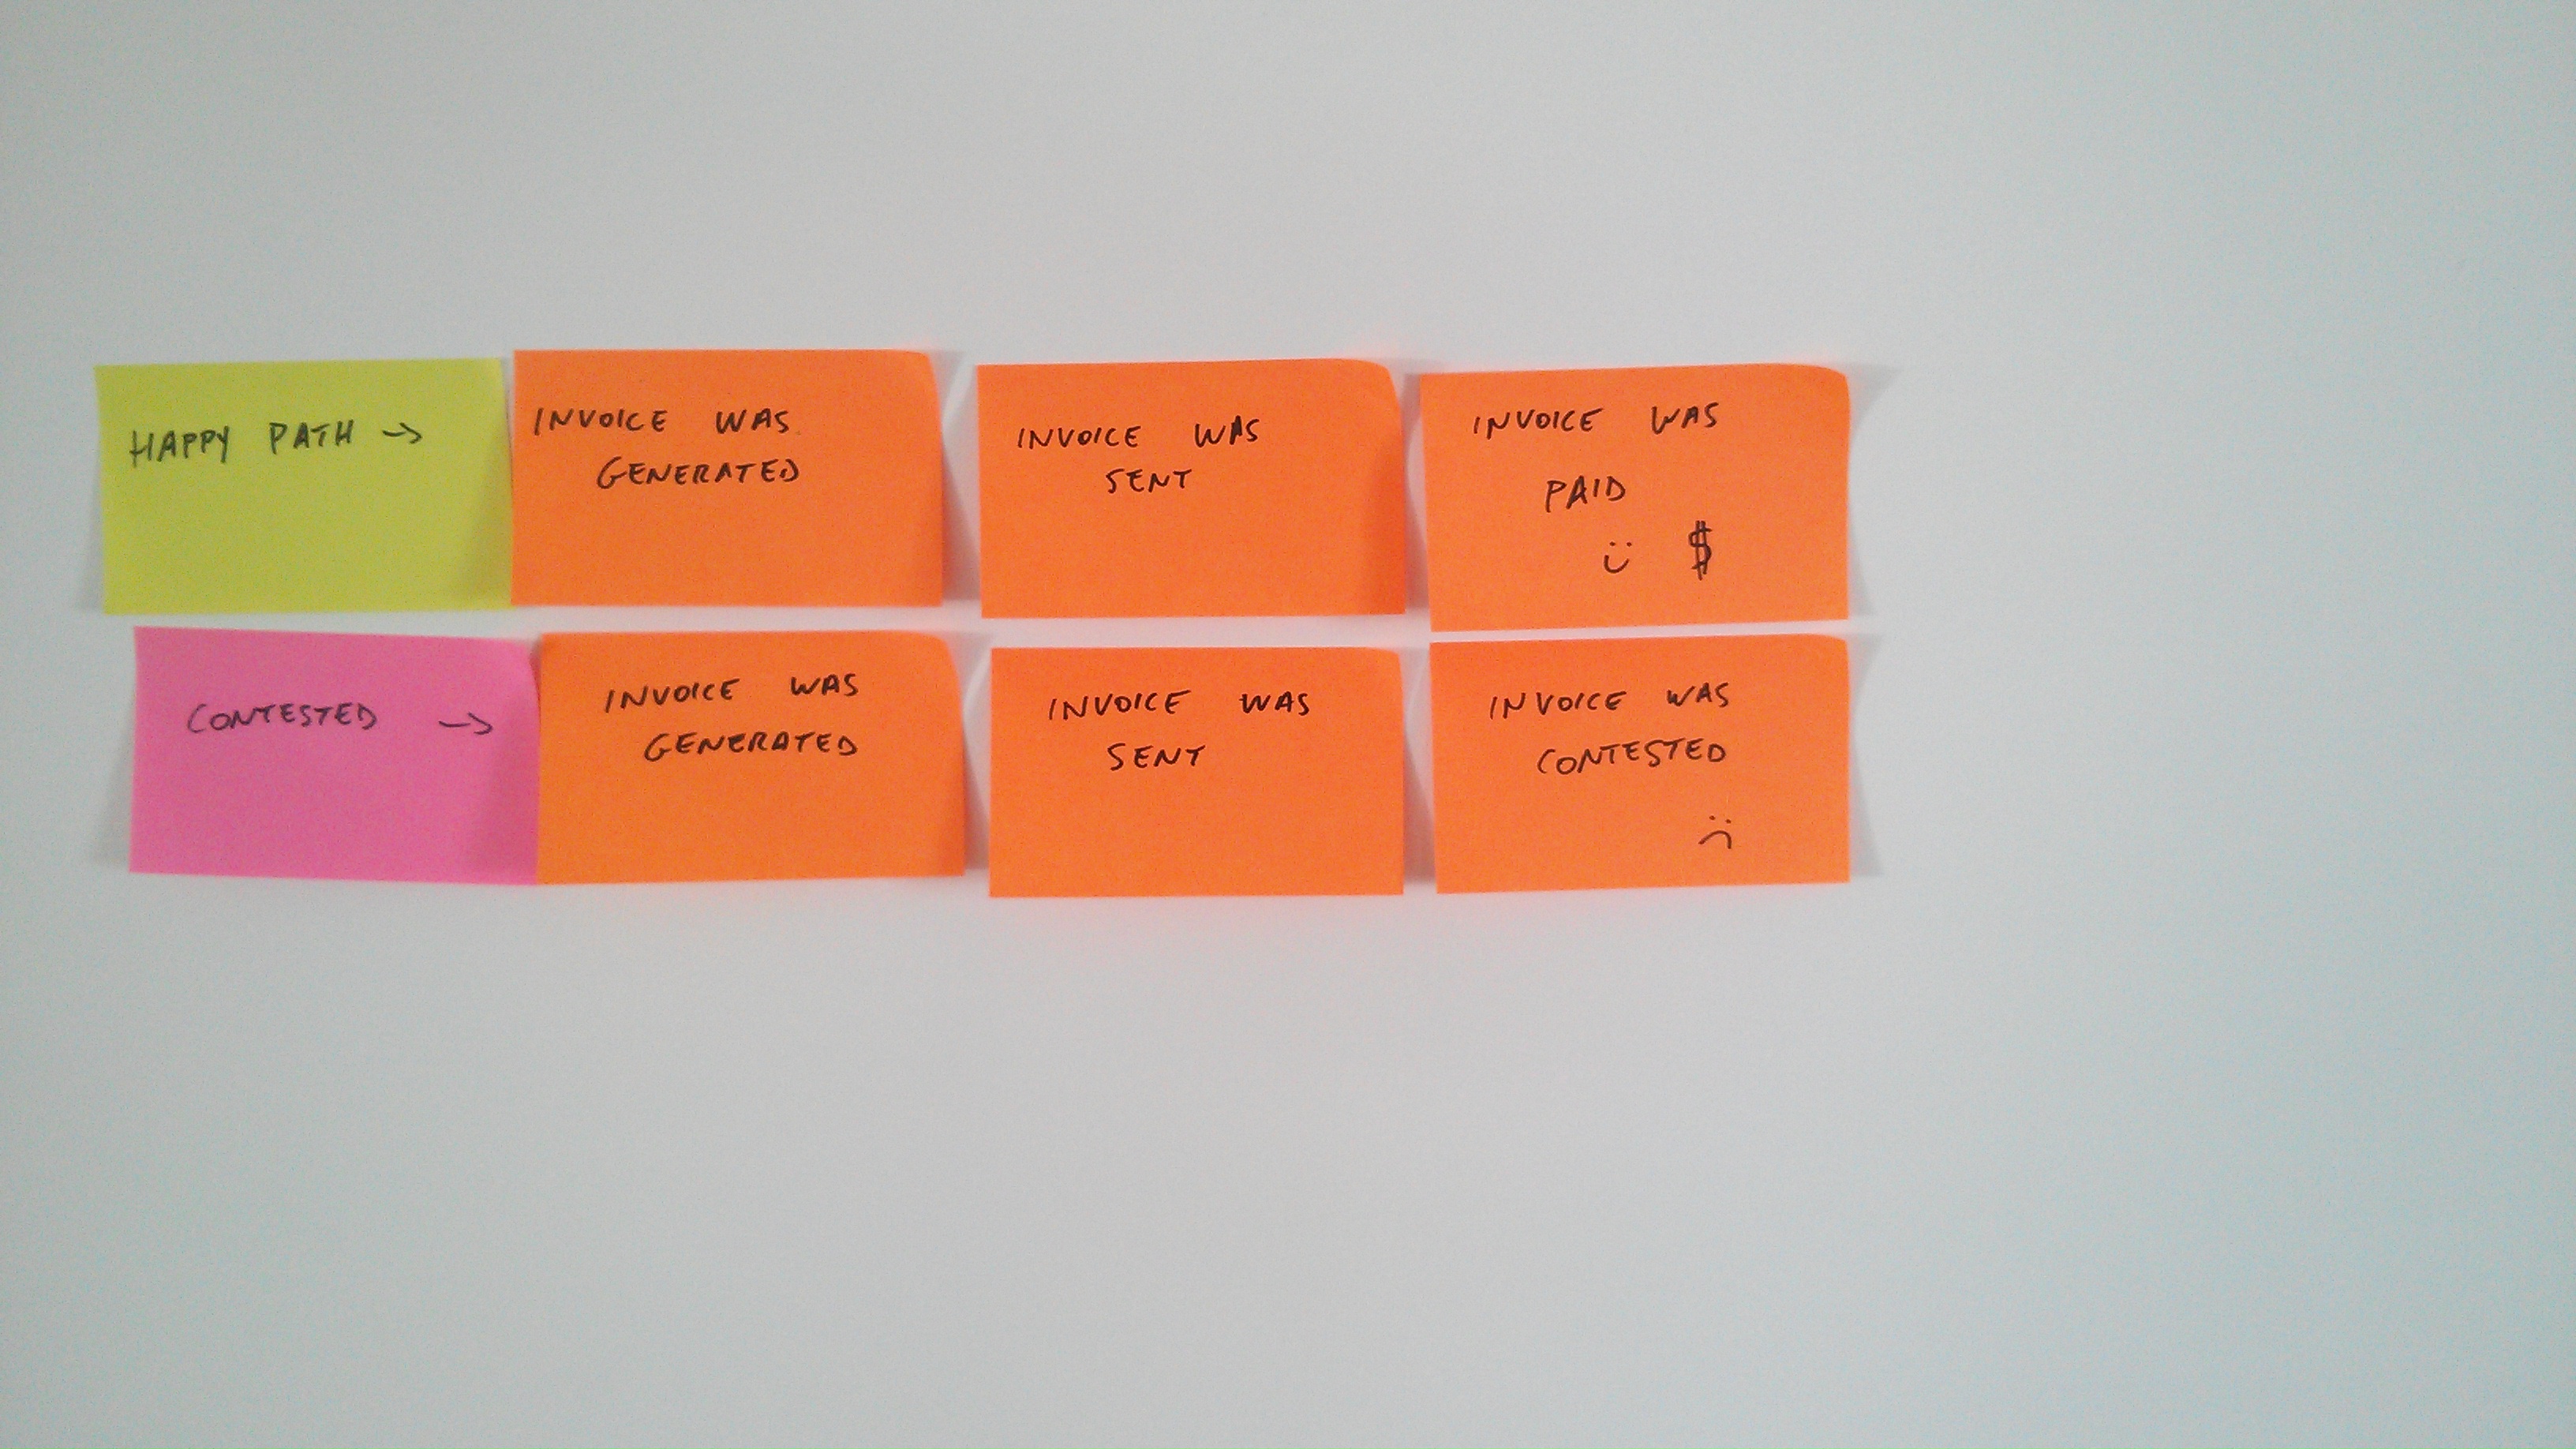 HAPPY PATH →
INVOICE WAS
GENERATED
INVOICE WAS
SENT
INVOICE WAS
PAID
$
CONTESTED →
INVOICE WAS
GENERATED
INVOICE WAS
SENT
INVOICE WAS
CONTESTED